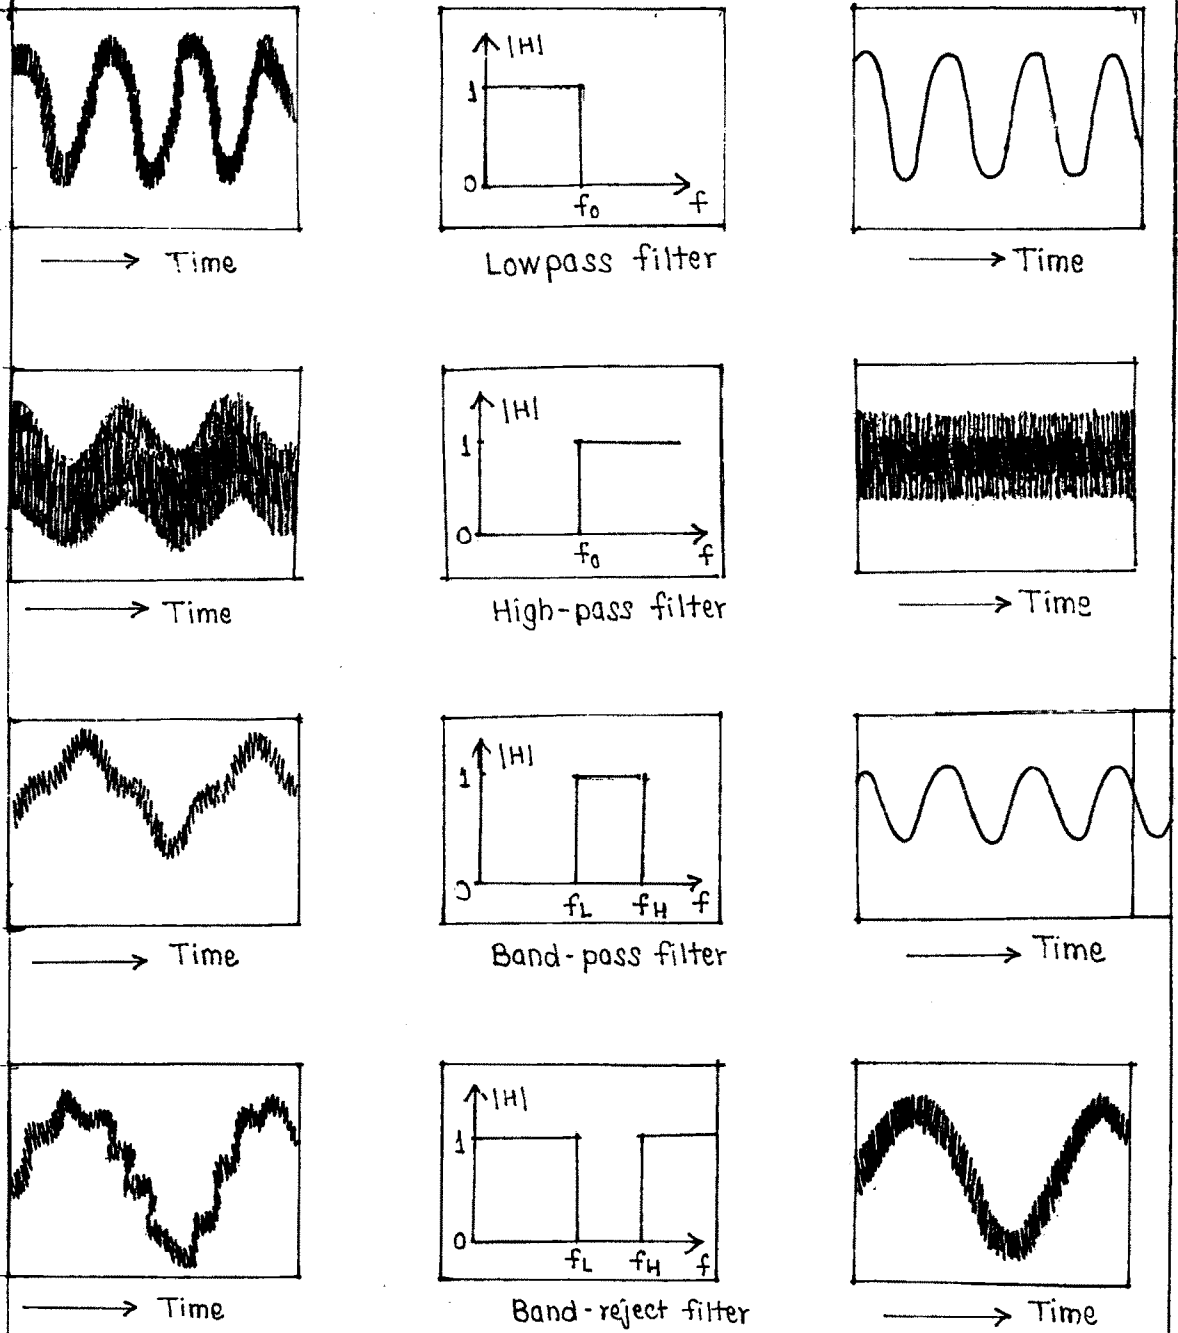 |H|
1
0
f₀
f
Time
Lowpass filter
Time
|H|
1
0
f₀
f
Time
High-pass filter
Time
|H|
1
0
f_L
f_H
f
Time
Band-pass filter
Time
|H|
1
0
f_L
f_H
f
Time
Band-reject filter
Time